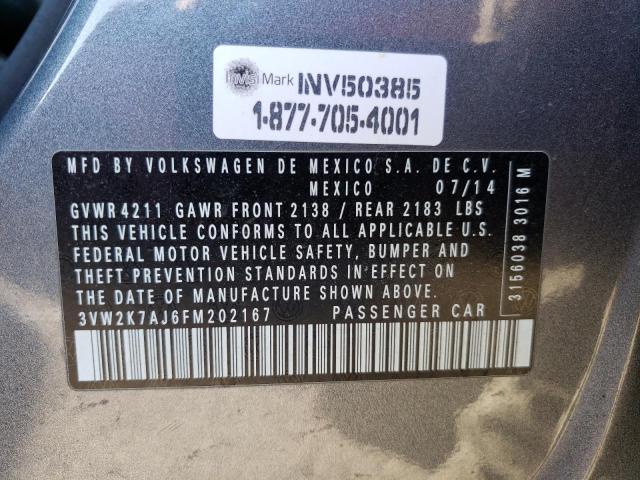 IMS Mark INV50385
1-877-705-4001
MFD BY VOLKSWAGEN DE MEXICO S.A. DE C.V.
MEXICO 07/14
GVWR 4211 GAWR FRONT 2138 / REAR 2183 LBS
THIS VEHICLE CONFORMS TO ALL APPLICABLE U.S.
FEDERAL MOTOR VEHICLE SAFETY, BUMPER AND
THEFT PREVENTION STANDARDS IN EFFECT ON
THE DATE OF MANUFACTURE SHOWN ABOVE.
3VW2K7AJ6FM202167 PASSENGER CAR
3156038 3016 M